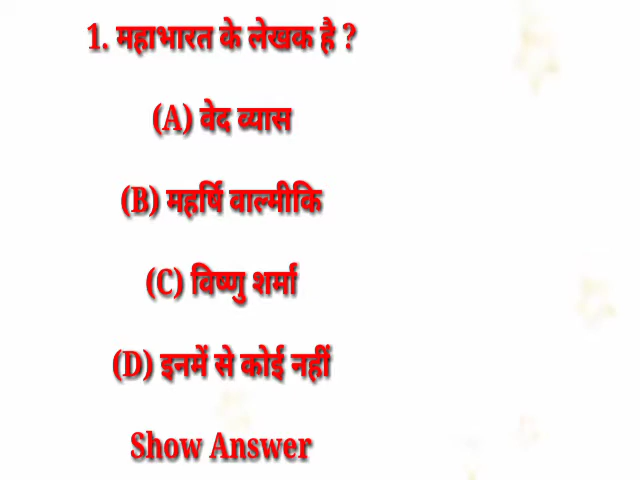 1. महाभारत के लेखक है ?
(A) वेद व्यास
(B) महर्षि वाल्मीकि
(C) विष्णु शर्मा
(D) इनमें से कोई नहीं
Show Answer